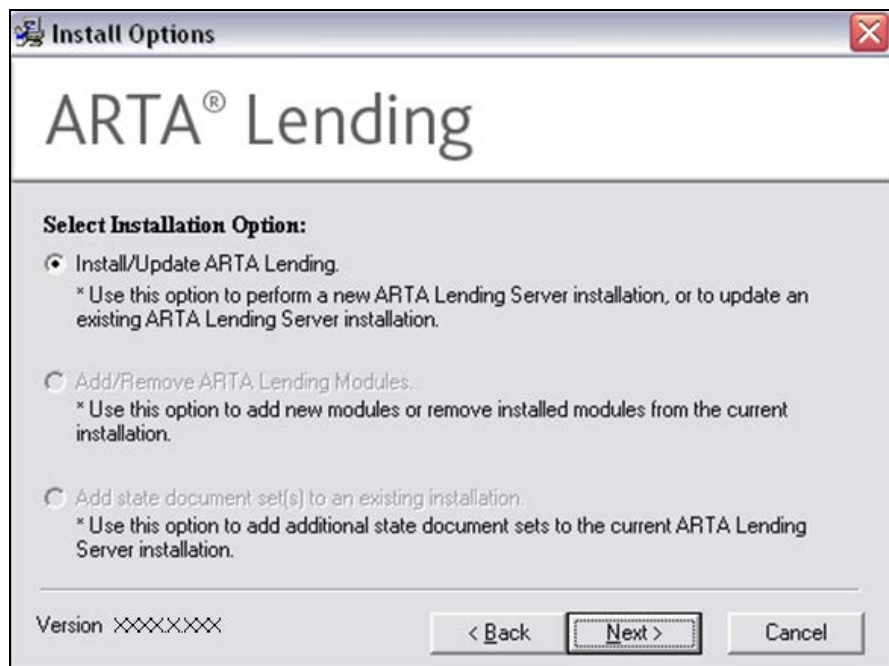 Install Options
ARTA® Lending
Select Installation Option:
Install/Update ARTA Lending.
* Use this option to perform a new ARTA Lending Server installation, or to update an
existing ARTA Lending Server installation.
Add/Remove ARTA Lending Modules.
* Use this option to add new modules or remove installed modules from the current
installation.
Add state document set(s) to an existing installation.
* Use this option to add additional state document sets to the current ARTA Lending
Server installation.
Version XXXX.X.XXX
< Back
Next >
Cancel